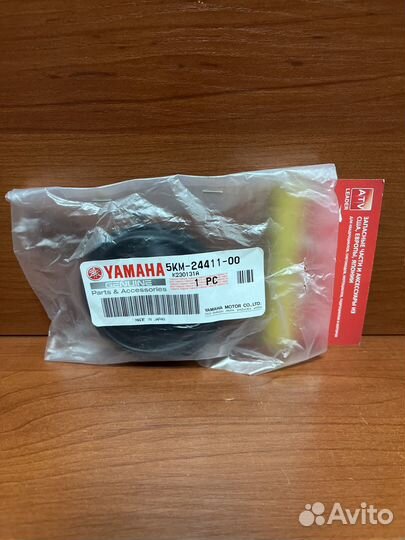 YAMAHA
5KM-24411-00
K230131A
GENUINE
Parts & Accessories
1 PC
YAMAHA MOTOR CO., LTD.
MADE IN JAPAN
ATV
LEADER
ЗАПАСНЫЕ ЧАСТИ И АКСЕССУАРЫ ИЗ
США, ЕВРОПЫ, ЯПОНИИ
Avito